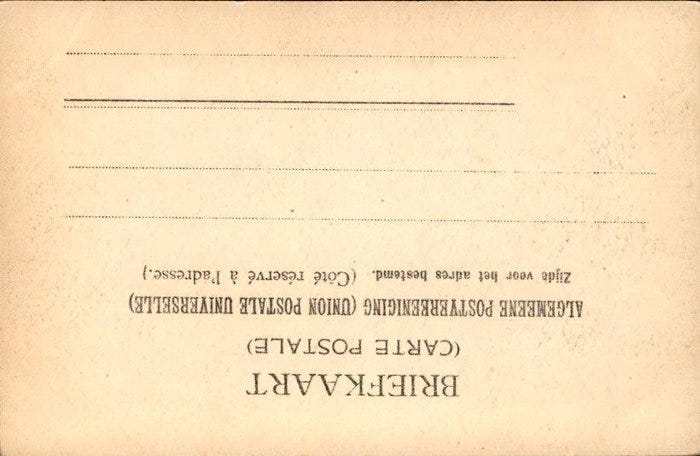 BRIEFKAART
(CARTE POSTALE)
ALGEMEENE POSTVEREENIGING (UNION POSTALE UNIVERSELLE)
Zijde voor het adres bestemd. (Côté réservé à l'adresse.)